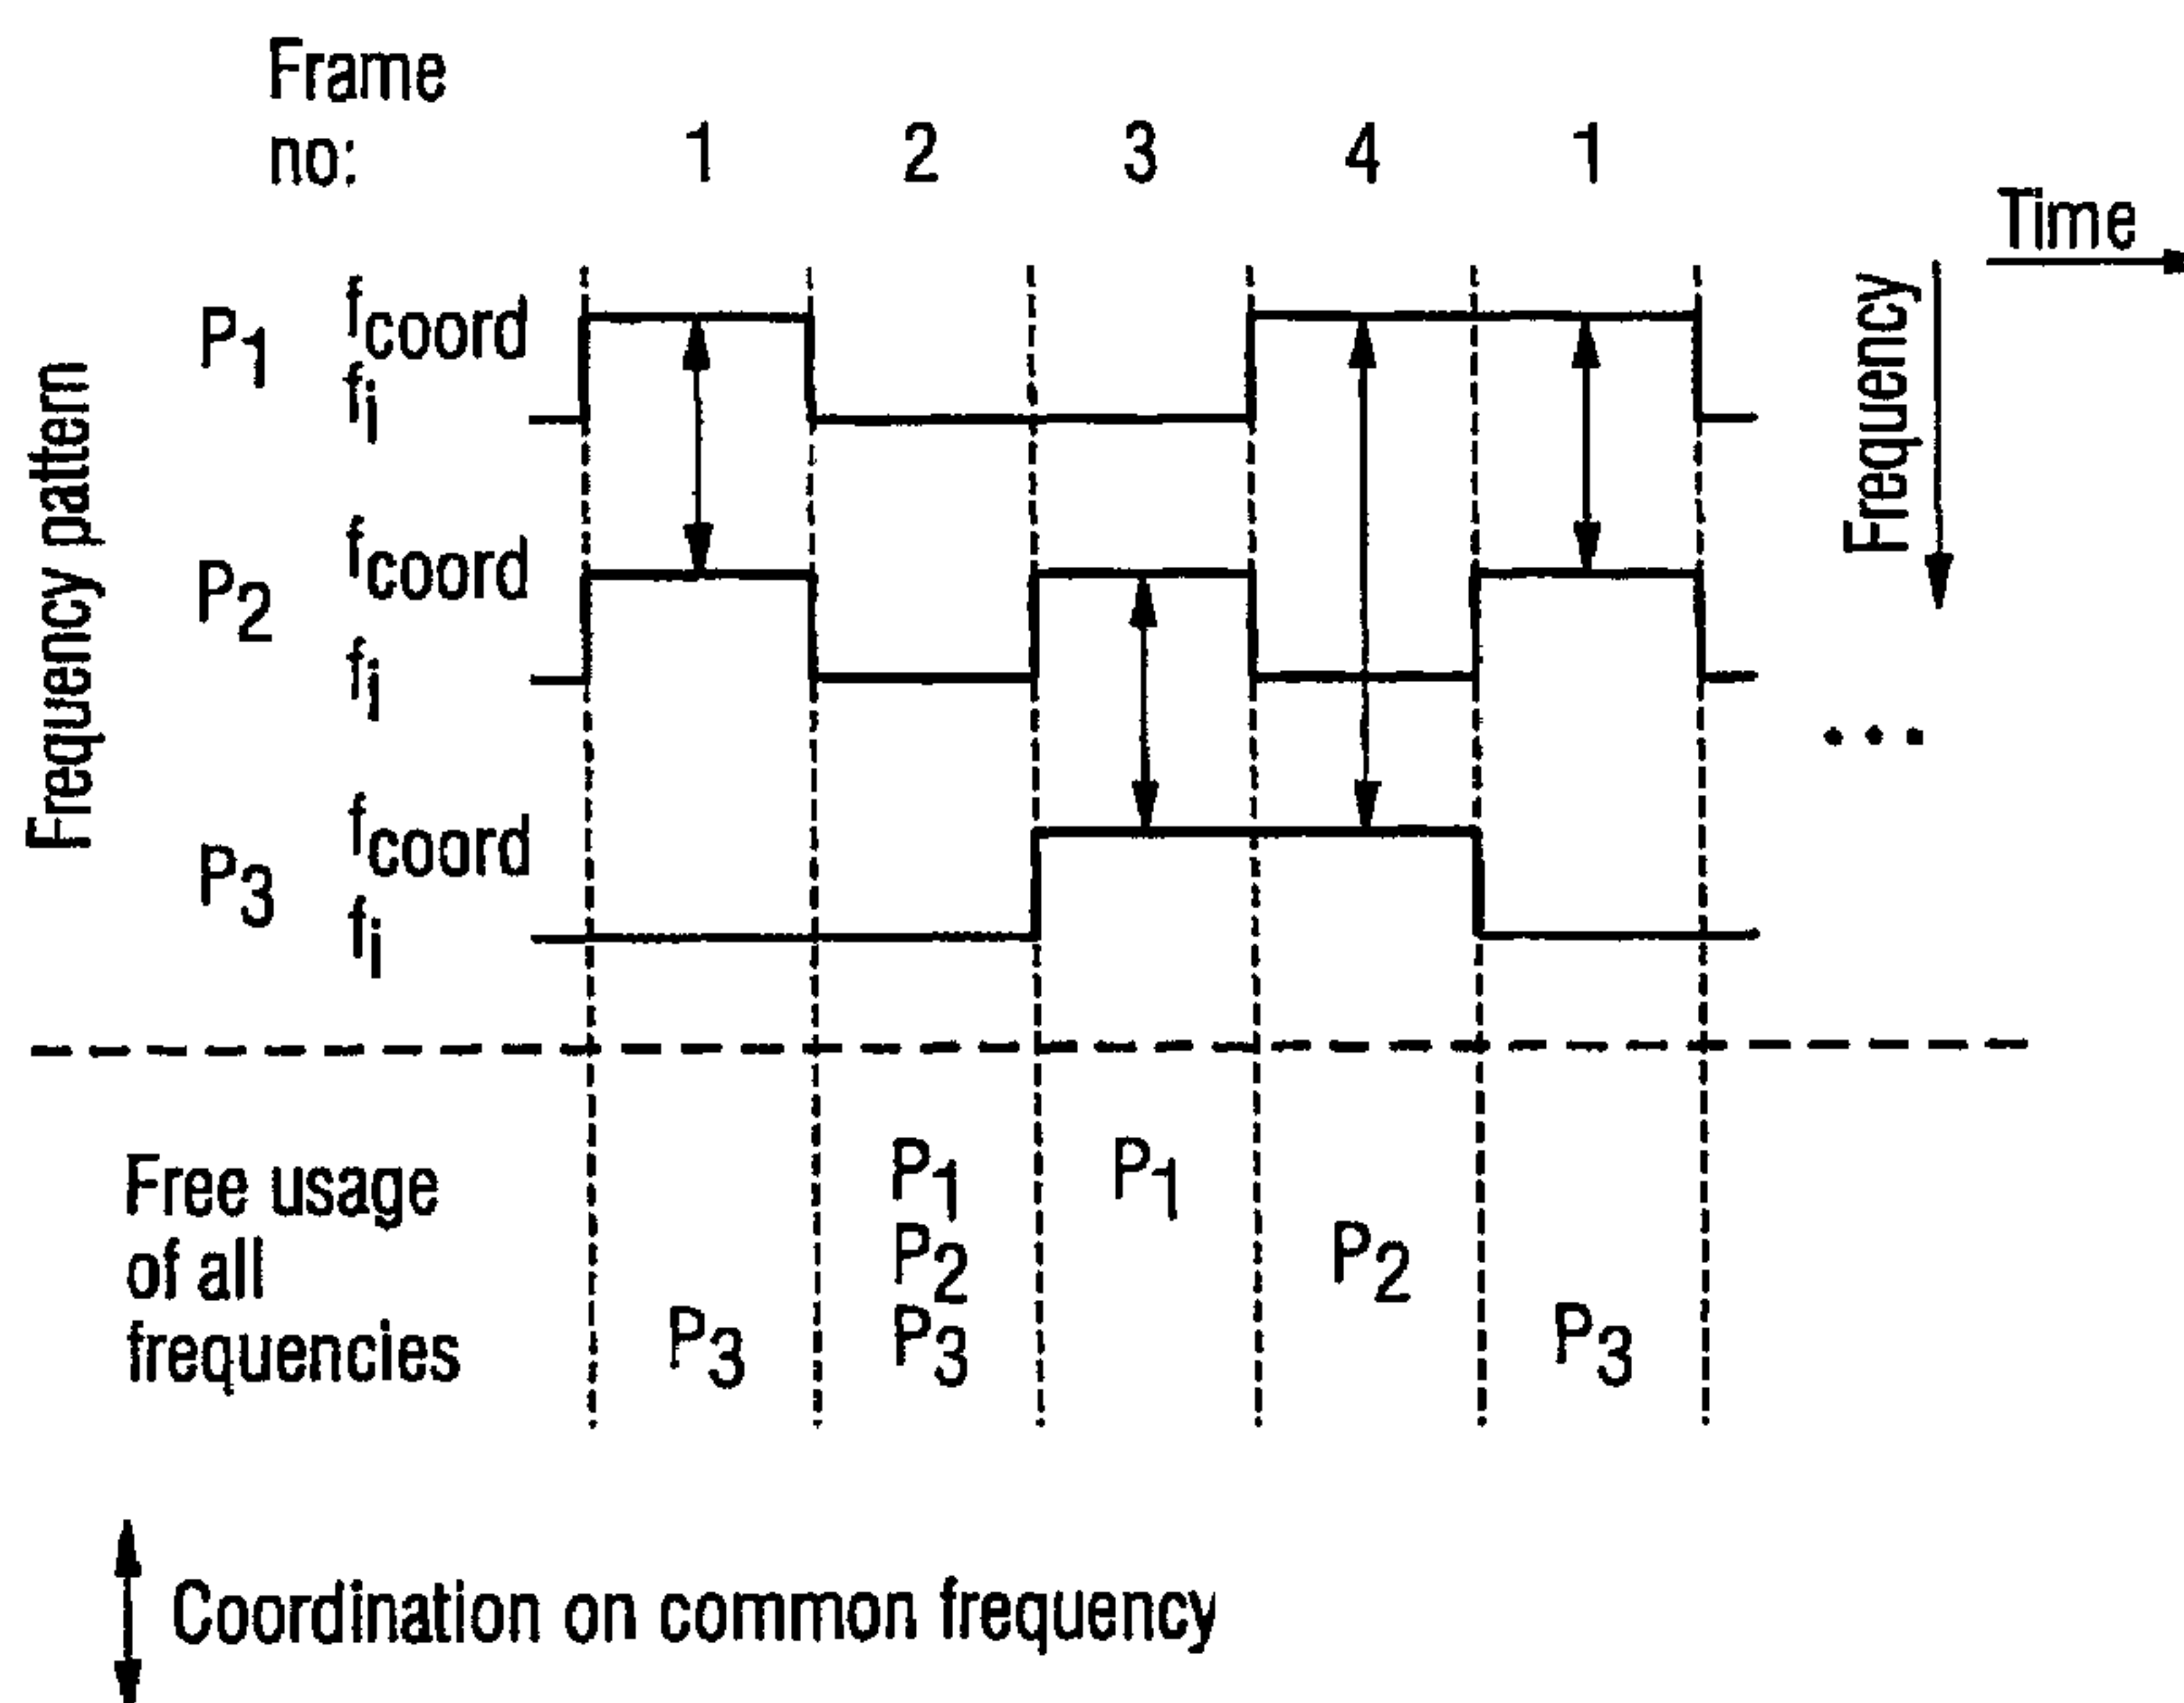 Frame
no: 1 2 3 4 1
Time
Frequency
Frequency pattern
P1 fcoord
fi
P2 fcoord
fi
P3 fcoord
fi
...
Free usage
of all
frequencies
P3
P1
P2
P3
P1
P2
P3
Coordination on common frequency